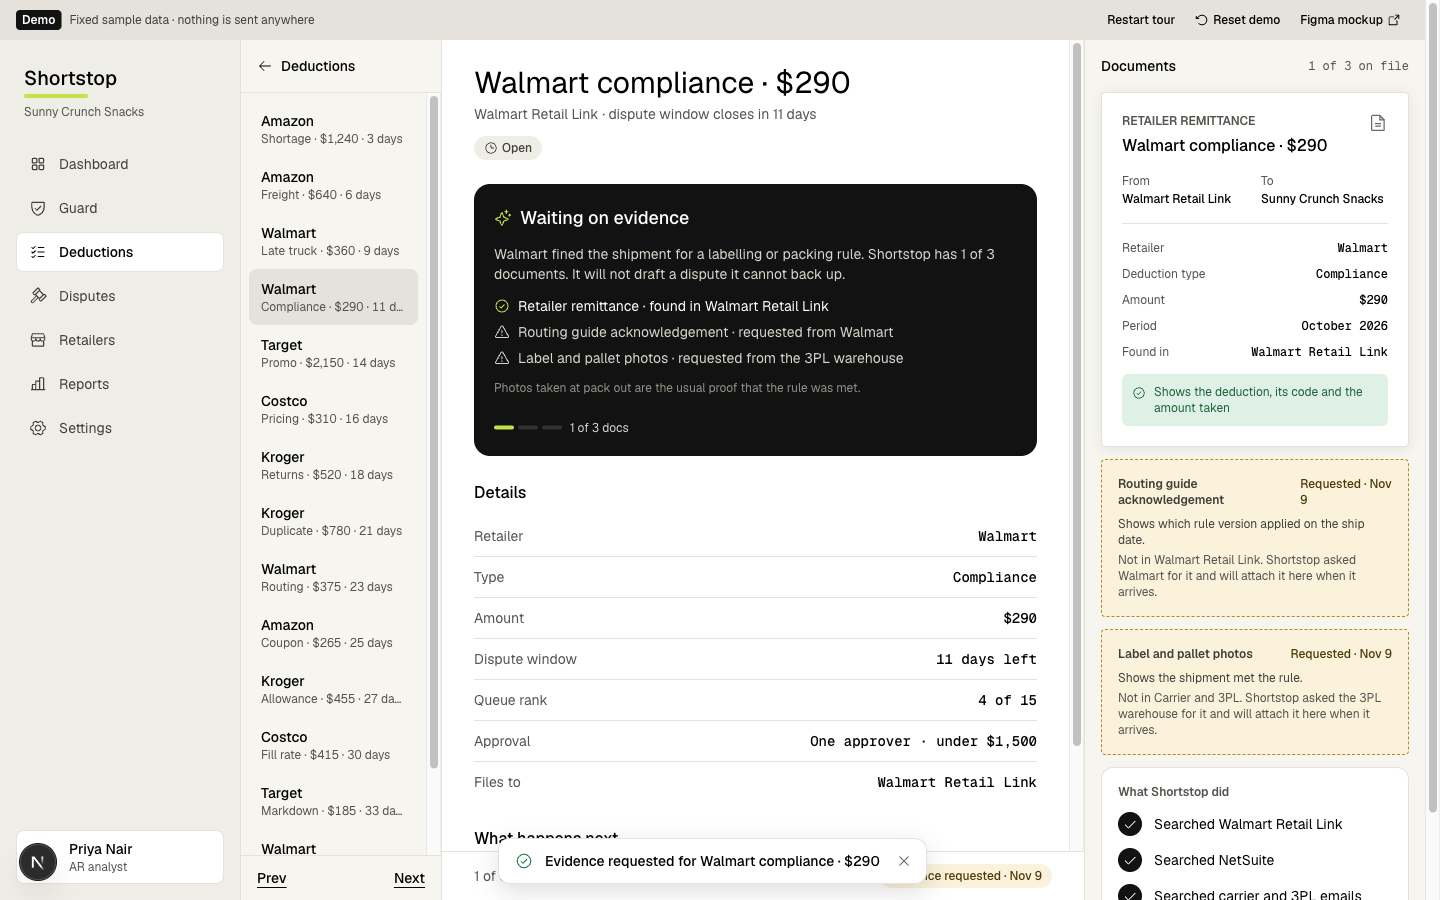 Demo
Fixed sample data · nothing is sent anywhere
Restart tour
Reset demo
Figma mockup
Shortstop
Sunny Crunch Snacks
Dashboard
Guard
Deductions
Disputes
Retailers
Reports
Settings
N
Priya Nair
AR analyst
Deductions
Amazon
Shortage · $1,240 · 3 days
Amazon
Freight · $640 · 6 days
Walmart
Late truck · $360 · 9 days
Walmart
Compliance · $290 · 11 d…
Target
Promo · $2,150 · 14 days
Costco
Pricing · $310 · 16 days
Kroger
Returns · $520 · 18 days
Kroger
Duplicate · $780 · 21 days
Walmart
Routing · $375 · 23 days
Amazon
Coupon · $265 · 25 days
Kroger
Allowance · $455 · 27 da…
Costco
Fill rate · $415 · 30 days
Target
Markdown · $185 · 33 da…
Walmart
Prev
Next
Walmart compliance · $290
Walmart Retail Link · dispute window closes in 11 days
Open
Waiting on evidence
Walmart fined the shipment for a labelling or packing rule. Shortstop has 1 of 3
documents. It will not draft a dispute it cannot back up.
Retailer remittance · found in Walmart Retail Link
Routing guide acknowledgement · requested from Walmart
Label and pallet photos · requested from the 3PL warehouse
Photos taken at pack out are the usual proof that the rule was met.
1 of 3 docs
Details
Retailer Walmart
Type Compliance
Amount $290
Dispute window 11 days left
Queue rank 4 of 15
Approval One approver · under $1,500
Files to Walmart Retail Link
What happens next
Evidence requested for Walmart compliance · $290
1 of
nce requested · Nov 9
Documents
1 of 3 on file
RETAILER REMITTANCE
Walmart compliance · $290
From To
Walmart Retail Link Sunny Crunch Snacks
Retailer Walmart
Deduction type Compliance
Amount $290
Period October 2026
Found in Walmart Retail Link
Shows the deduction, its code and the
amount taken
Routing guide
acknowledgement
Requested · Nov
9
Shows which rule version applied on the ship
date.
Not in Walmart Retail Link. Shortstop asked
Walmart for it and will attach it here when it
arrives.
Label and pallet photos
Requested · Nov 9
Shows the shipment met the rule.
Not in Carrier and 3PL. Shortstop asked the 3PL
warehouse for it and will attach it here when it
arrives.
What Shortstop did
Searched Walmart Retail Link
Searched NetSuite
Searched carrier and 3PL emails